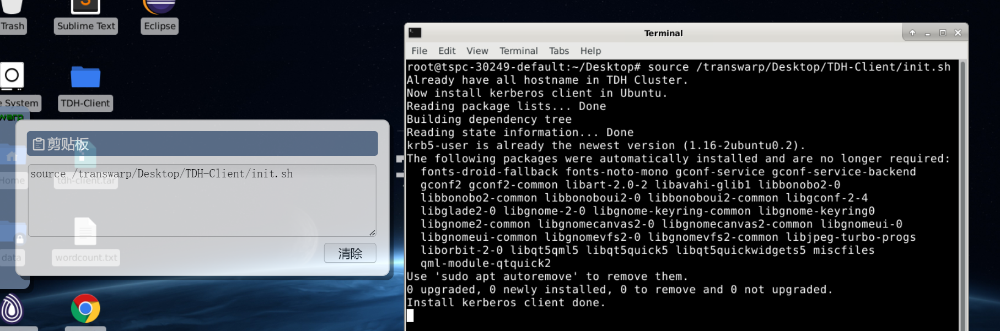 Trash
Sublime Text
Eclipse
e System
TDH-Client
warp
剪贴板
source /transwarp/Desktop/TDH-Client/init.sh
Home
tdh-client.tar
data
wordcount.txt
清除
Terminal
File Edit View Terminal Tabs Help
root@tspc-30249-default:~/Desktop# source /transwarp/Desktop/TDH-Client/init.sh
Already have all hostname in TDH Cluster.
Now install kerberos client in Ubuntu.
Reading package lists... Done
Building dependency tree
Reading state information... Done
krb5-user is already the newest version (1.16-2ubuntu0.2).
The following packages were automatically installed and are no longer required:
fonts-droid-fallback fonts-noto-mono gconf-service gconf-service-backend
gconf2 gconf2-common libart-2.0-2 libavahi-glib1 libbonobo2-0
libbonobo2-common libbonoboui2-0 libbonoboui2-common libgconf-2-4
libglade2-0 libgnome-2-0 libgnome-keyring-common libgnome-keyring0
libgnome2-common libgnomecanvas2-0 libgnomecanvas2-common libgnomeui-0
libgnomeui-common libgnomevfs2-0 libgnomevfs2-common libjpeg-turbo-progs
liborbit-2-0 libqt5qml5 libqt5quick5 libqt5quickwidgets5 miscfiles
qml-module-qtquick2
Use 'sudo apt autoremove' to remove them.
0 upgraded, 0 newly installed, 0 to remove and 0 not upgraded.
Install kerberos client done.